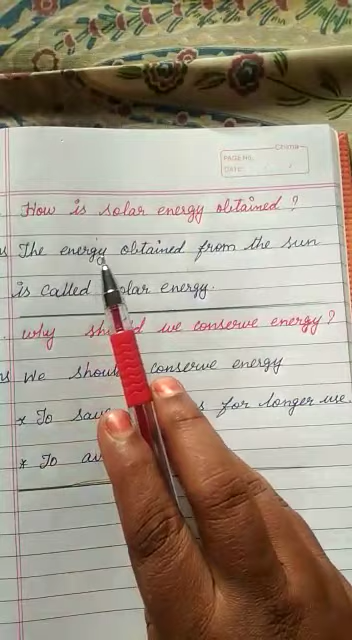 PAGE NO.
DATE:
How is solar energy obtained ?
The energy obtained from the sun
is called solar energy.
why should we conserve energy?
We should conserve energy
* To save for longer use.
* To